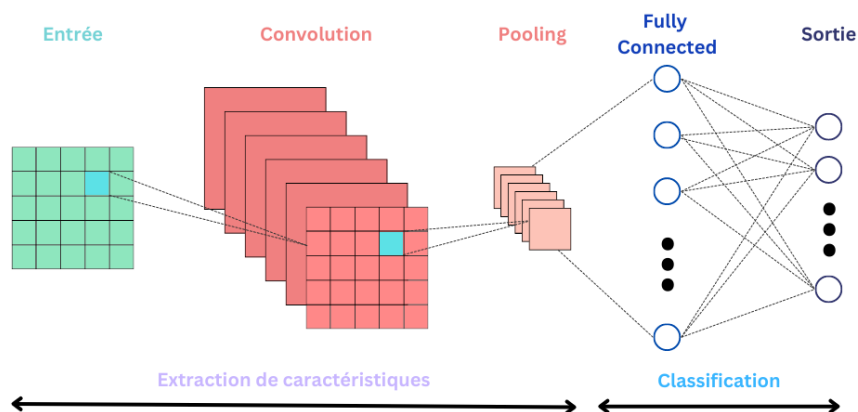 Entrée
Convolution
Pooling
Fully
Connected
Sortie
Extraction de caractéristiques
Classification